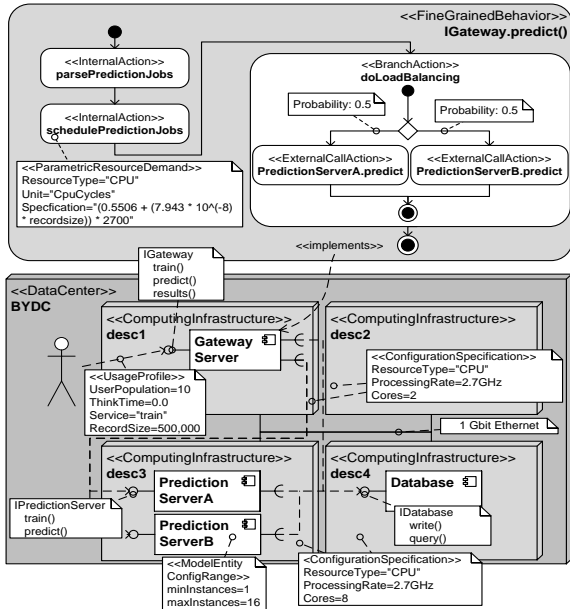 <<FineGrainedBehavior>>
IGateway.predict()
<<InternalAction>>
parsePredictionJobs
<<InternalAction>>
schedulePredictionJobs
<<ParametricResourceDemand>>
ResourceType="CPU"
Unit="CpuCycles"
Specfication="(0.5506 + (7.943 * 10^(-8)
* recordsize)) * 2700"
<<BranchAction>>
doLoadBalancing
Probability: 0.5
Probability: 0.5
<<ExternalCallAction>>
PredictionServerA.predict
<<ExternalCallAction>>
PredictionServerB.predict
<<implements>>
IGateway
train()
predict()
results()
<<DataCenter>>
BYDC
<<ComputingInfrastructure>>
desc1
Gateway
Server
<<UsageProfile>>
UserPopulation=10
ThinkTime=0.0
Service="train"
RecordSize=500,000
<<ComputingInfrastructure>>
desc2
<<ConfigurationSpecification>>
ResourceType="CPU"
ProcessingRate=2.7GHz
Cores=2
1 Gbit Ethernet
<<ComputingInfrastructure>>
desc3
Prediction
ServerA
Prediction
ServerB
IPredictionServer
train()
predict()
<<ModelEntity
ConfigRange>>
minInstances=1
maxInstances=16
<<ComputingInfrastructure>>
desc4
Database
IDatabase
write()
query()
<ConfigurationSpecification>>
ResourceType="CPU"
ProcessingRate=2.7GHz
Cores=8